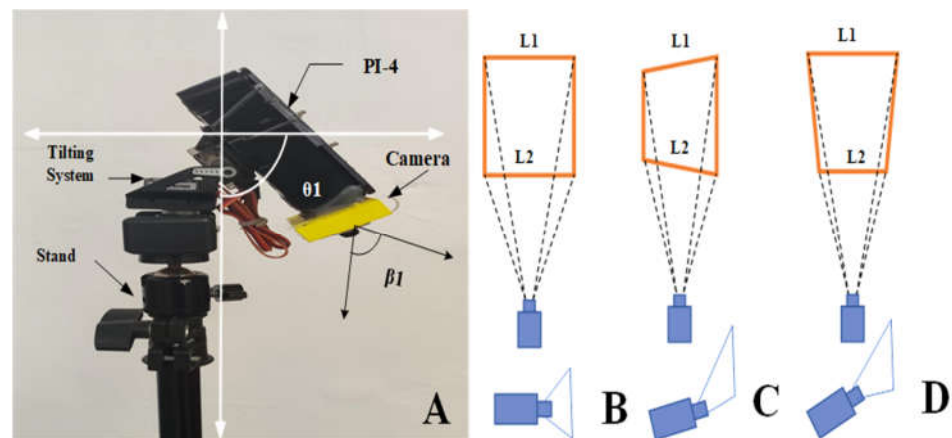 PI-4
Tilting
System
Camera
θ1
Stand
β1
A
L1
L2
B
L1
L2
C
L1
L2
D